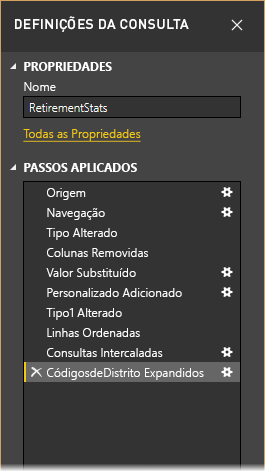 DEFINIÇÕES DA CONSULTA
PROPRIEDADES
Nome
RetirementStats
Todas as Propriedades
PASSOS APLICADOS
Origem
Navegação
Tipo Alterado
Colunas Removidas
Valor Substituído
Personalizado Adicionado
Tipo1 Alterado
Linhas Ordenadas
Consultas Intercaladas
CódigosdeDistrito Expandidos